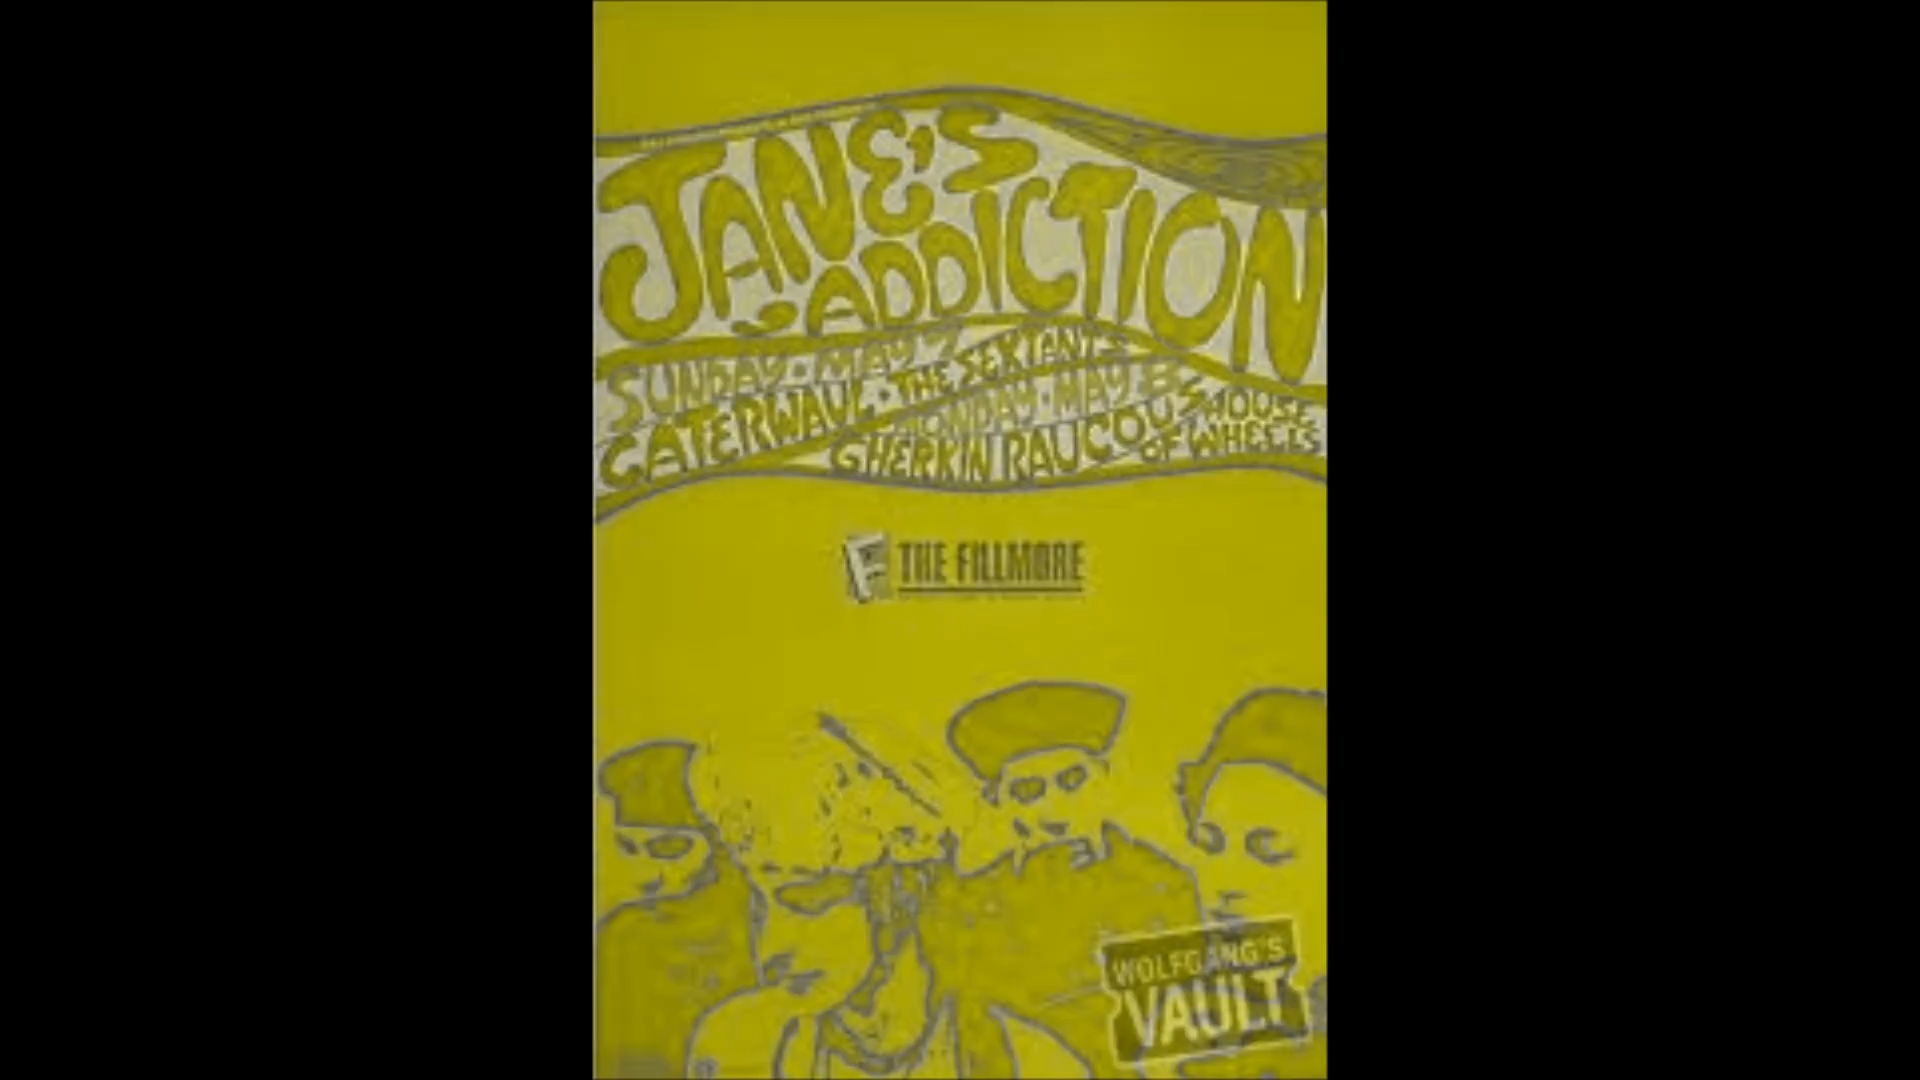 JANE'S
ADDICTION
SUNDAY · MAY 7
CATERWAUL · THE SEXTANTS
MONDAY · MAY 8
GHERKIN RAUCOUS HOUSE
OF WHEELS
F THE FILLMORE
WOLFGANG'S
VAULT